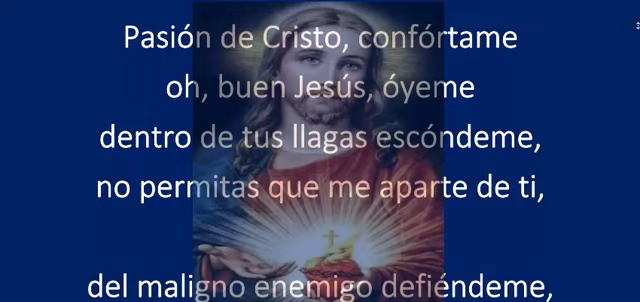 Pasión de Cristo, confórtame
oh, buen Jesús, óyeme
dentro de tus llagas escóndeme,
no permitas que me aparte de ti,
del maligno enemigo defiéndeme,